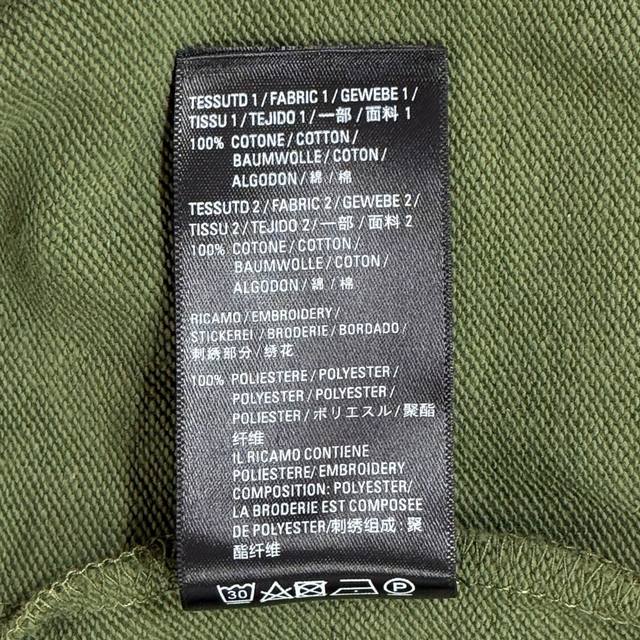 TESSUTD 1 / FABRIC 1 / GEWEBE 1 /
TISSU 1 / TEJIDO 1 / 一部 / 面料 1
100% COTONE / COTTON /
BAUMWOLLE / COTON /
ALGODON / 綿 / 棉
TESSUTD 2 / FABRIC 2 / GEWEBE 2 /
TISSU 2 / TEJIDO 2 / 一部 / 面料 2
100% COTONE / COTTON /
BAUMWOLLE / COTON /
ALGODON / 綿 / 棉
RICAMO / EMBROIDERY /
STICKEREI / BRODERIE / BORDADO /
刺绣部分 / 绣花
100% POLIESTERE / POLYESTER /
POLYESTER / POLYESTER /
POLIESTER / ポリエスル / 聚酯
纤维
IL RICAMO CONTIENE
POLIESTERE / EMBROIDERY
COMPOSITION: POLYESTER /
LA BRODERIE EST COMPOSEE
DE POLYESTER / 刺绣组成 : 聚
酯纤维
30 P